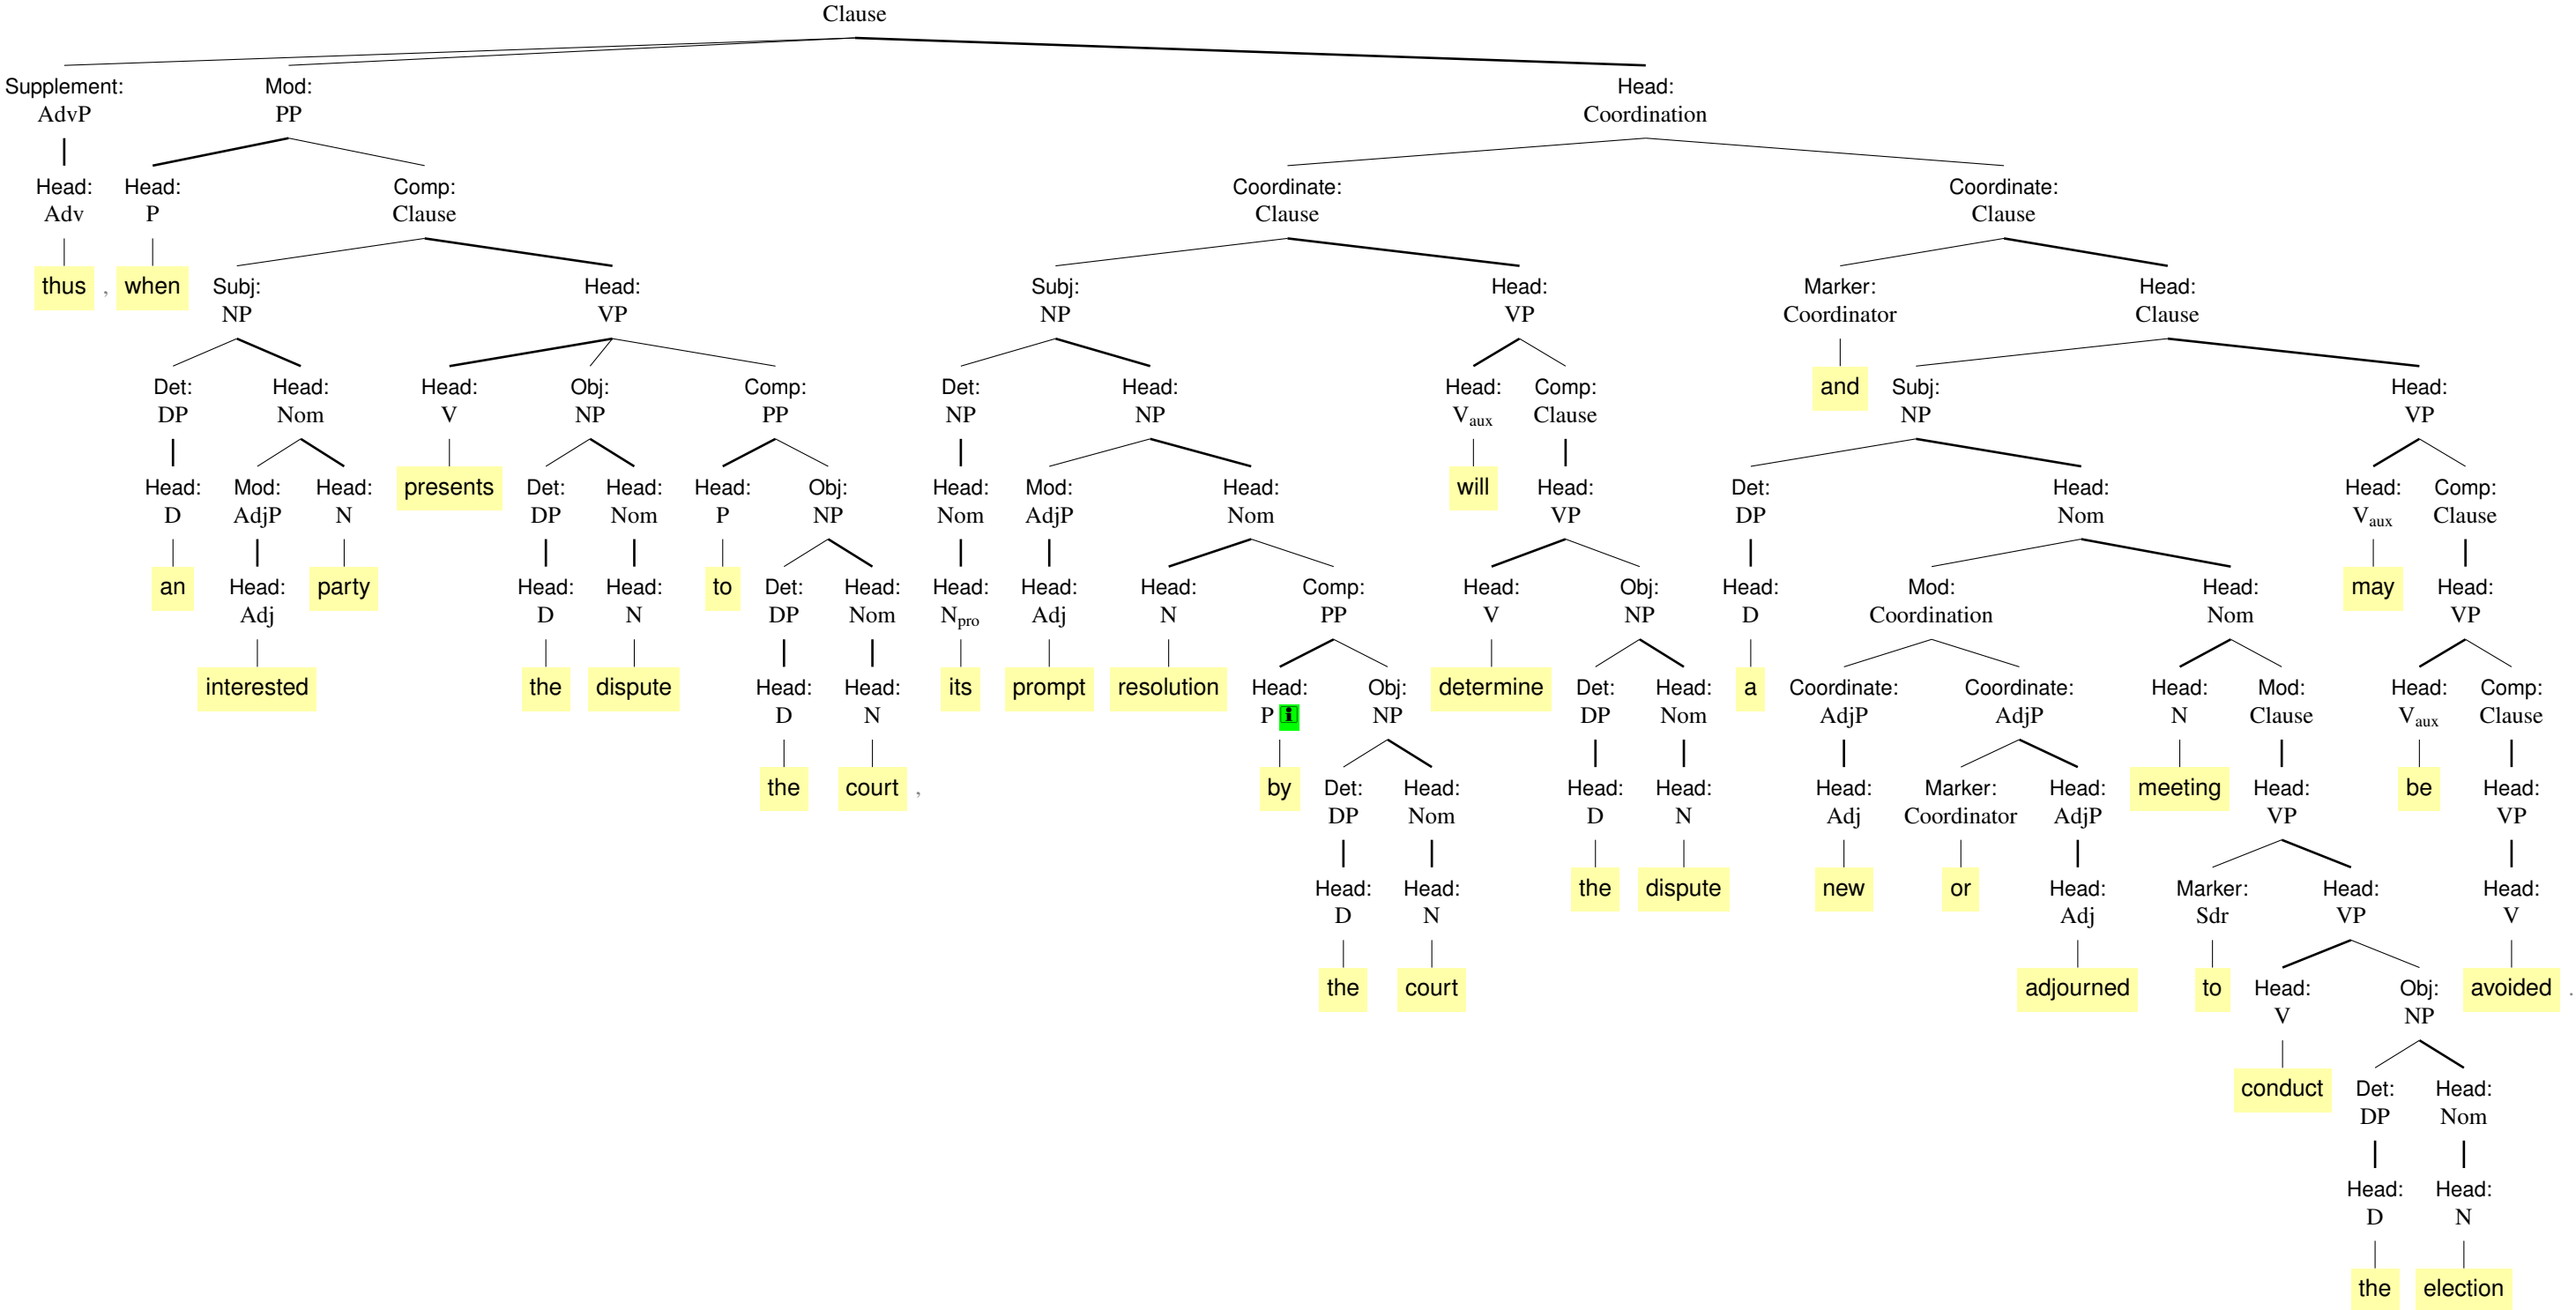 Clause
Supplement: Mod: Head:
AdvP PP Coordination
Head: Head: Comp: Coordinate: Coordinate:
Adv P Clause Clause Clause
thus , when Subj: Head: Subj: Head: Marker: Head:
NP VP NP VP Coordinator Clause
Det: Head: Head: Obj: Comp: Det: Head: Head: Comp: and Subj: Head:
DP Nom V NP PP NP NP Vaux Clause NP VP
Head: Mod: Head: presents Det: Head: Head: Obj: Head: Mod: Head: will Head: Det: Head: Head: Comp:
D AdjP N DP Nom P NP Nom AdjP Nom VP DP Nom Vaux Clause
an Head: party Head: Head: to Det: Head: Head: Head: Head: Comp: Head: Obj: Head: Mod: Head: may Head:
Adj D N DP Nom Npro Adj N PP V NP D Coordination Nom VP
interested the dispute Head: Head: its prompt resolution Head: Obj: determine Det: Head: a Coordinate: Coordinate: Head: Mod: Head: Comp:
D N P i NP DP Nom AdjP AdjP N Clause Vaux Clause
the court , by Det: Head: Head: Head: Head: Marker: Head: meeting Head: be Head:
DP Nom D N Adj Coordinator AdjP VP VP
Head: Head: the dispute new or Head: Marker: Head: Head:
D N Adj Sdr VP V
the court adjourned to Head: Obj: avoided .
V NP
conduct Det: Head:
DP Nom
Head: Head:
D N
the election